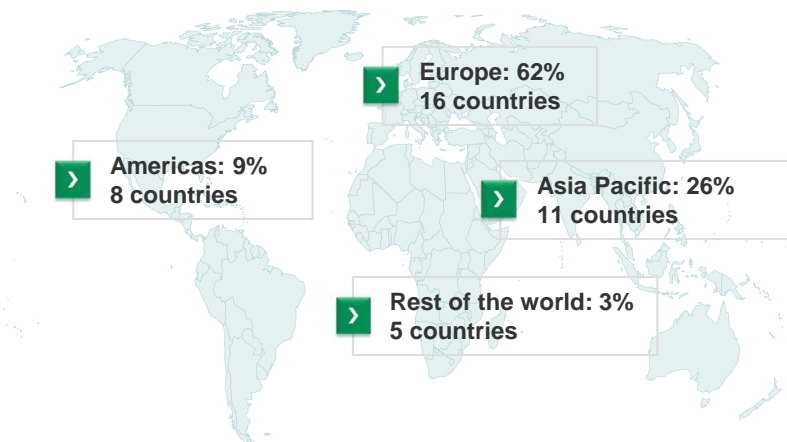 Europe: 62%
16 countries
Americas: 9%
8 countries
Asia Pacific: 26%
11 countries
Rest of the world: 3%
5 countries